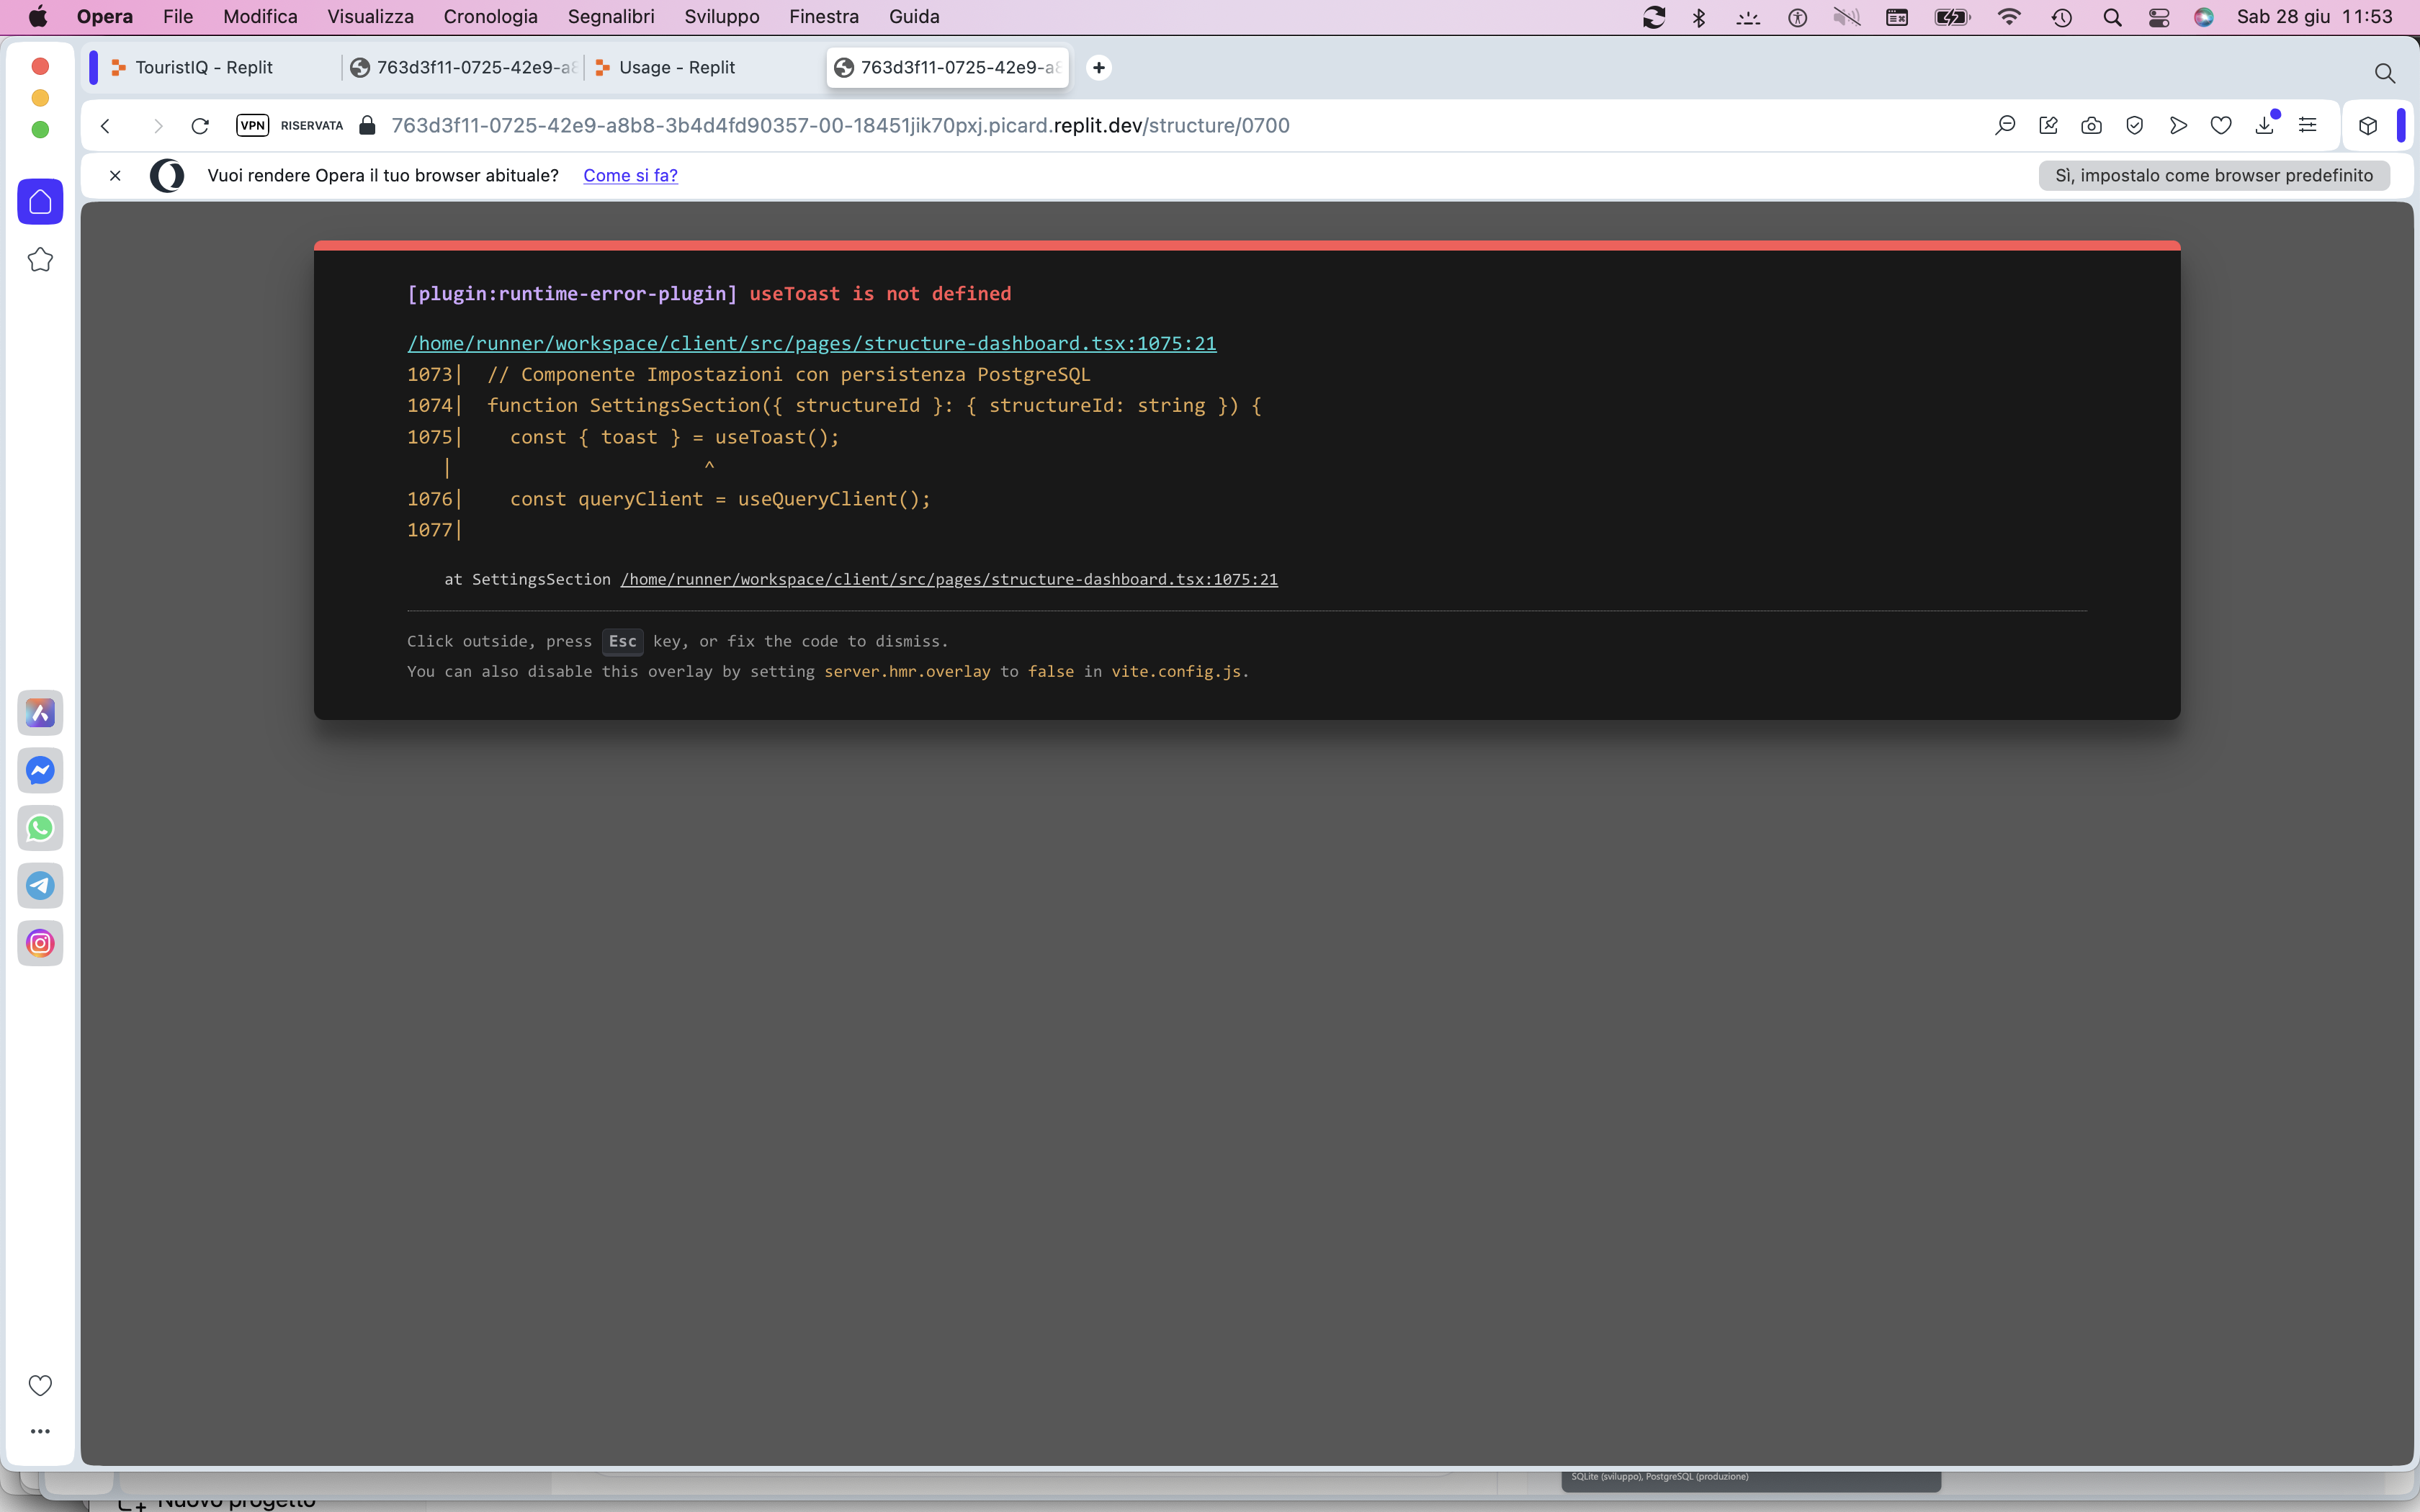 Opera File Modifica Visualizza Cronologia Segnalibri Sviluppo Finestra Guida Sab 28 giu 11:53
TouristIQ - Replit 763d3f11-0725-42e9-a8 Usage - Replit 763d3f11-0725-42e9-a8
VPN RISERVATA 763d3f11-0725-42e9-a8b8-3b4d4fd90357-00-18451jik70pxj.picard.replit.dev/structure/0700
Vuoi rendere Opera il tuo browser abituale? Come si fa? Sì, impostalo come browser predefinito
[plugin:runtime-error-plugin] useToast is not defined
/home/runner/workspace/client/src/pages/structure-dashboard.tsx:1075:21
1073| // Componente Impostazioni con persistenza PostgreSQL
1074| function SettingsSection({ structureId }: { structureId: string }) {
1075| const { toast } = useToast();
| ^
1076| const queryClient = useQueryClient();
1077|
at SettingsSection /home/runner/workspace/client/src/pages/structure-dashboard.tsx:1075:21
Click outside, press Esc key, or fix the code to dismiss.
You can also disable this overlay by setting server.hmr.overlay to false in vite.config.js.
SQLite (sviluppo), PostgreSQL (produzione)
Nuovo progetto